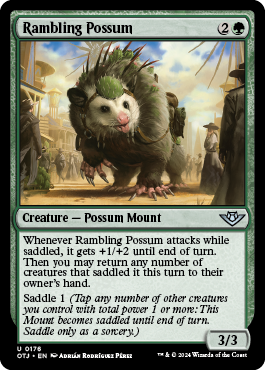 Rambling Possum 2
Creature — Possum Mount
Whenever Rambling Possum attacks while
saddled, it gets +1/+2 until end of turn.
Then you may return any number of
creatures that saddled it this turn to their
owner's hand.
Saddle 1 (Tap any number of other creatures
you control with total power 1 or more: This
Mount becomes saddled until end of turn.
Saddle only as a sorcery.)
3/3
U 0176
OTJ • EN Adrián Rodríguez Pérez
™ & © 2024 Wizards of the Coast